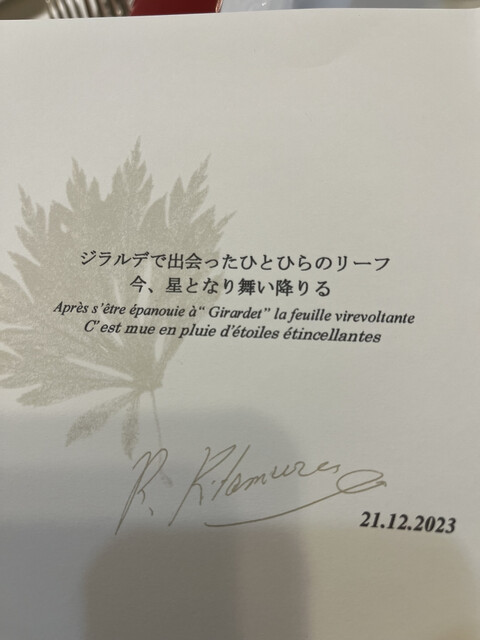 ジラルデで出会ったひとひらのリーフ
今、星となり舞い降りる
Après s'être épanouie à“ Girardet” la feuille virevoltante
C'est mue en pluie d'étoiles étincellantes
R. Kitamura
21.12.2023